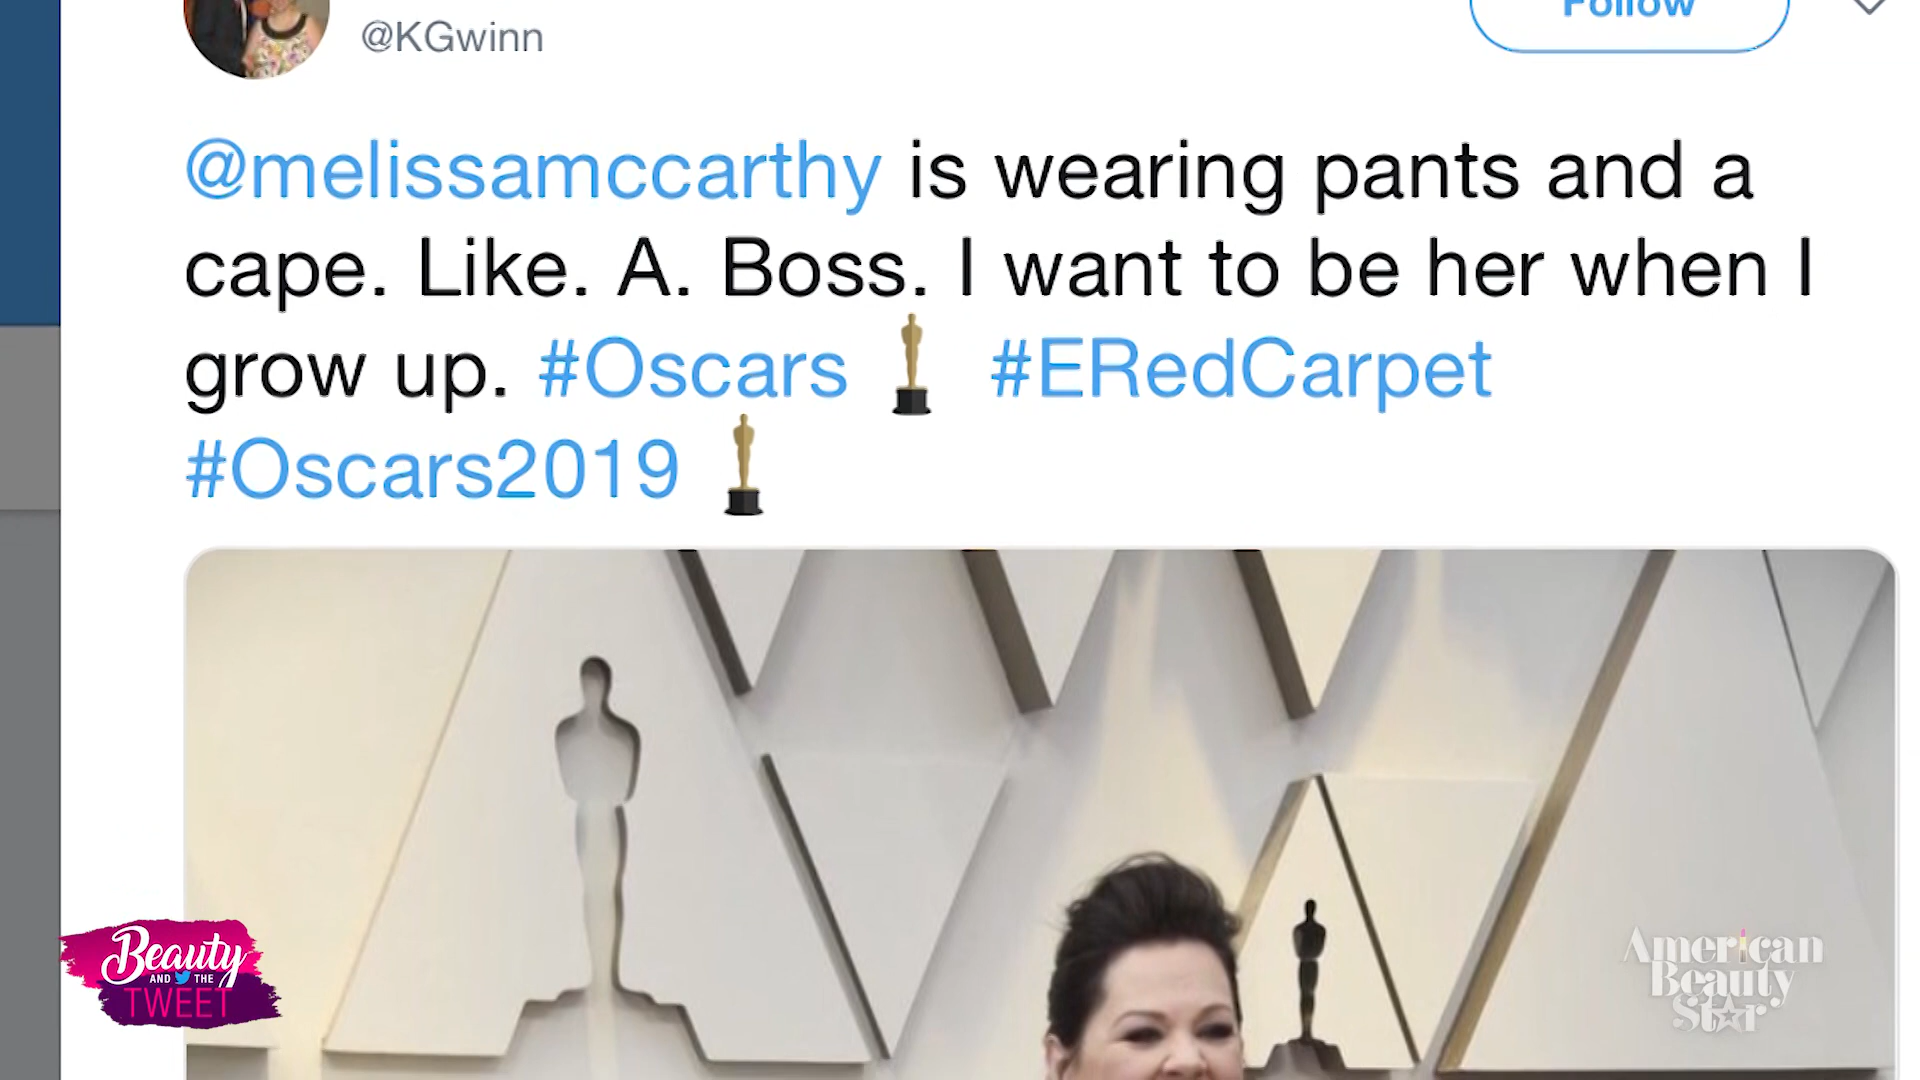 Follow
@KGwinn
@melissamccarthy is wearing pants and a
cape. Like. A. Boss. I want to be her when I
grow up. #Oscars #ERedCarpet
#Oscars2019
Beauty
AND THE
TWEET
American
Beauty
Star